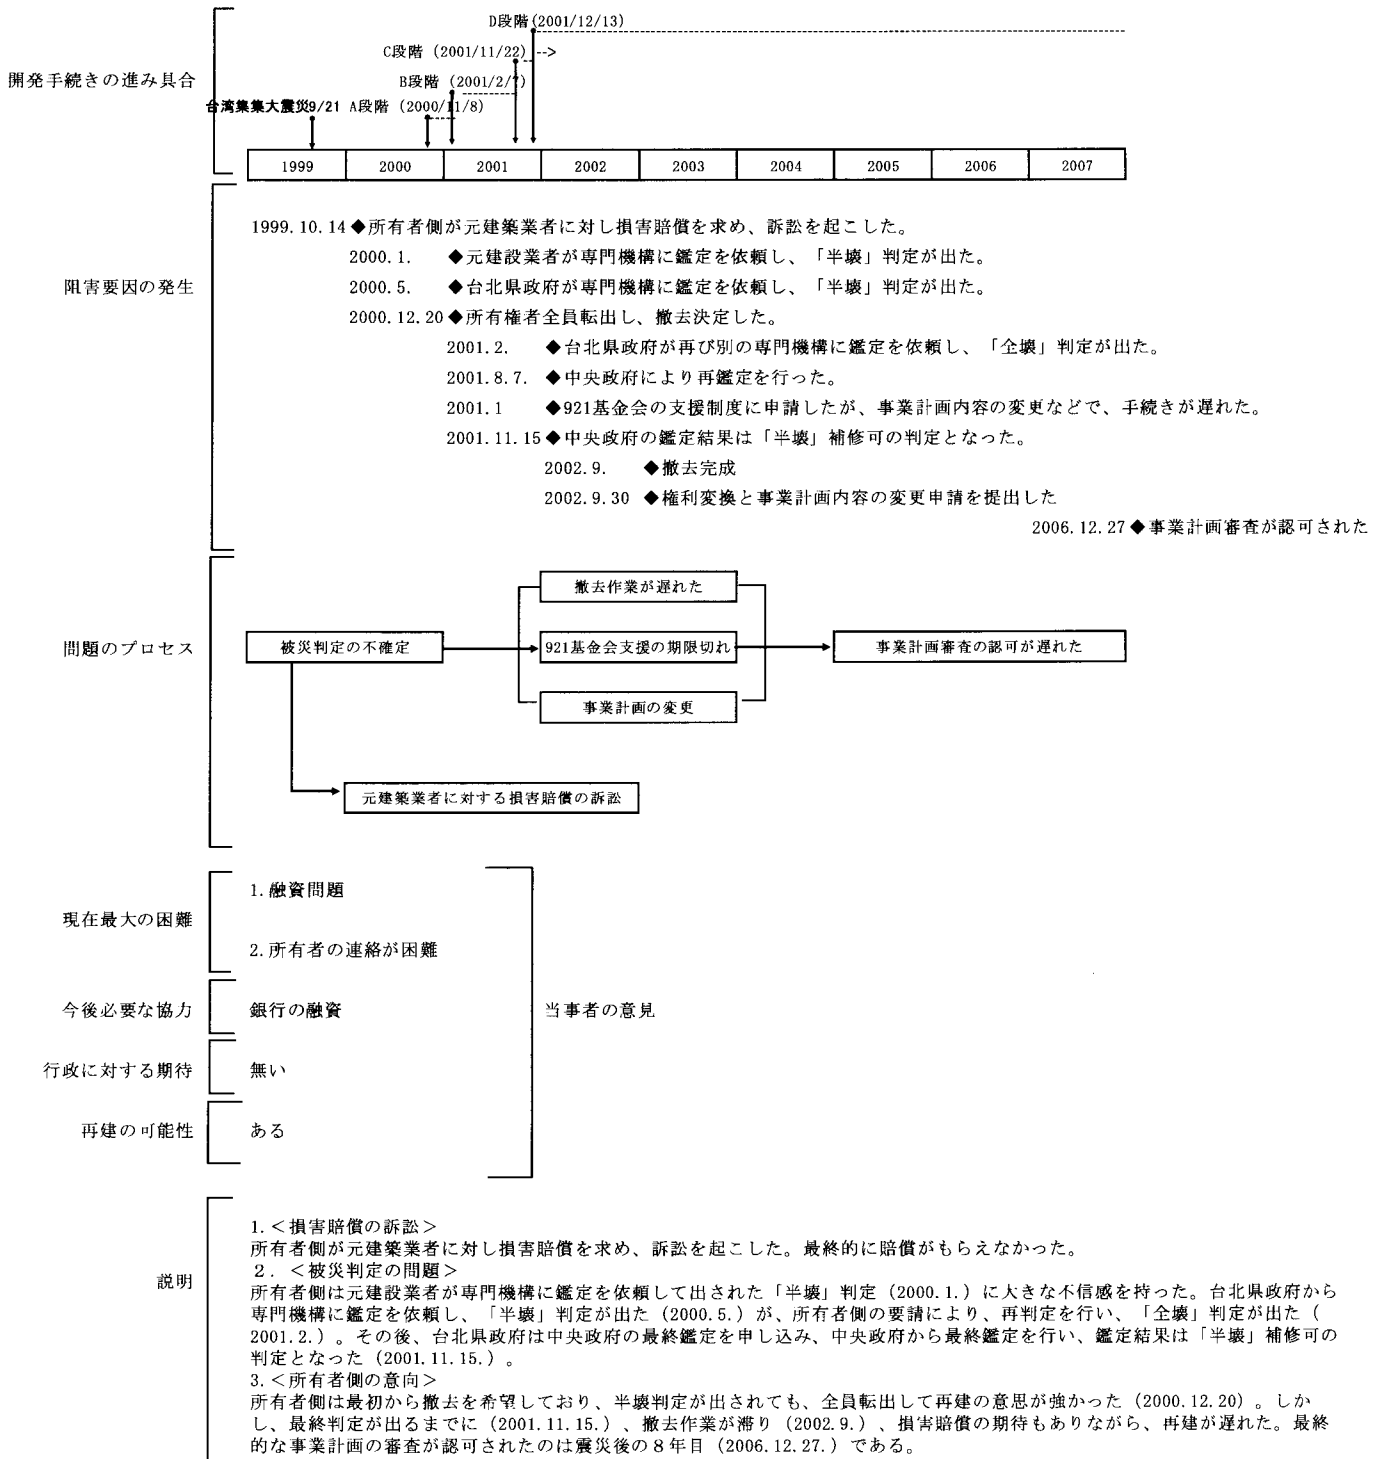 D段階(2001/12/13)
C段階 (2001/11/22) -->
開発手続きの進み具合
B段階 (2001/2/7)
台湾集集大震災9/21 A段階 (2000/11/8)
1999 2000 2001 2002 2003 2004 2005 2006 2007
1999.10.14◆所有者側が元建築業者に対し損害賠償を求め、訴訟を起こした。
2000.1. ◆元建設業者が専門機構に鑑定を依頼し、「半壊」判定が出た。
阻害要因の発生
2000.5. ◆台北県政府が専門機構に鑑定を依頼し、「半壊」判定が出た。
2000.12.20◆所有権者全員転出し、撤去決定した。
2001.2. ◆台北県政府が再び別の専門機構に鑑定を依頼し、「全壊」判定が出た。
2001.8.7. ◆中央政府により再鑑定を行った。
2001.1 ◆921基金会の支援制度に申請したが、事業計画内容の変更などで、手続きが遅れた。
2001.11.15◆中央政府の鑑定結果は「半壊」補修可の判定となった。
2002.9. ◆撤去完成
2002.9.30 ◆権利変換と事業計画内容の変更申請を提出した
2006.12.27◆事業計画審査が認可された
撤去作業が遅れた
問題のプロセス
被災判定の不確定
921基金会支援の期限切れ
事業計画審査の認可が遅れた
事業計画の変更
元建築業者に対する損害賠償の訴訟
1.融資問題
現在最大の困難
2.所有者の連絡が困難
今後必要な協力
銀行の融資
当事者の意見
行政に対する期待
無い
再建の可能性
ある
説明
1.＜損害賠償の訴訟＞
所有者側が元建築業者に対し損害賠償を求め、訴訟を起こした。最終的に賠償がもらえなかった。
２．＜被災判定の問題＞
所有者側は元建設業者が専門機構に鑑定を依頼して出された「半壊」判定（2000.1.）に大きな不信感を持った。台北県政府から
専門機構に鑑定を依頼し、「半壊」判定が出た（2000.5.）が、所有者側の要請により、再判定を行い、「全壊」判定が出た（
2001.2.）。その後、台北県政府は中央政府の最終鑑定を申し込み、中央政府から最終鑑定を行い、鑑定結果は「半壊」補修可の
判定となった（2001.11.15.）。
3.＜所有者側の意向＞
所有者側は最初から撤去を希望しており、半壊判定が出されても、全員転出して再建の意思が強かった（2000.12.20）。しか
し、最終判定が出るまでに（2001.11.15.）、撤去作業が滞り（2002.9.）、損害賠償の期待もありながら、再建が遅れた。最終
的な事業計画の審査が認可されたのは震災後の８年目（2006.12.27.）である。